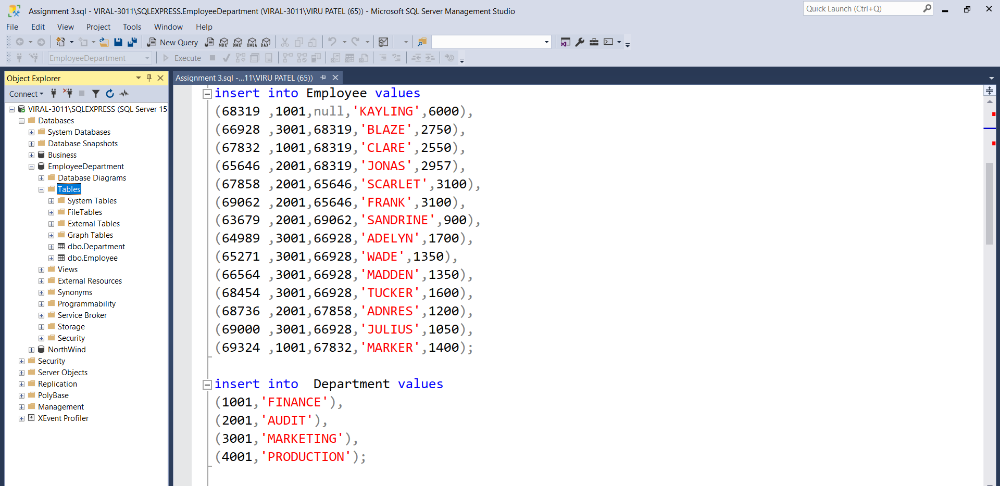 Assignment 3.sql - VIRAL-3011\SQLEXPRESS.EmployeeDepartment (VIRAL-3011\VIRU PATEL (65)) - Microsoft SQL Server Management Studio
Quick Launch (Ctrl+Q)
File Edit View Project Tools Window Help
New Query MDX DMX XMLA DAX
EmployeeDepartment Execute
Object Explorer
Connect
VIRAL-3011\SQLEXPRESS (SQL Server 15
Databases
System Databases
Database Snapshots
Business
EmployeeDepartment
Database Diagrams
Tables
System Tables
FileTables
External Tables
Graph Tables
dbo.Department
dbo.Employee
Views
External Resources
Synonyms
Programmability
Service Broker
Storage
Security
NorthWind
Security
Server Objects
Replication
PolyBase
Management
XEvent Profiler
Assignment 3.sql -...11\VIRU PATEL (65))
insert into Employee values
(68319 ,1001,null,'KAYLING',6000),
(66928 ,3001,68319,'BLAZE',2750),
(67832 ,1001,68319,'CLARE',2550),
(65646 ,2001,68319,'JONAS',2957),
(67858 ,2001,65646,'SCARLET',3100),
(69062 ,2001,65646,'FRANK',3100),
(63679 ,2001,69062,'SANDRINE',900),
(64989 ,3001,66928,'ADELYN',1700),
(65271 ,3001,66928,'WADE',1350),
(66564 ,3001,66928,'MADDEN',1350),
(68454 ,3001,66928,'TUCKER',1600),
(68736 ,2001,67858,'ADNRES',1200),
(69000 ,3001,66928,'JULIUS',1050),
(69324 ,1001,67832,'MARKER',1400);
insert into  Department values
(1001,'FINANCE'),
(2001,'AUDIT'),
(3001,'MARKETING'),
(4001,'PRODUCTION');